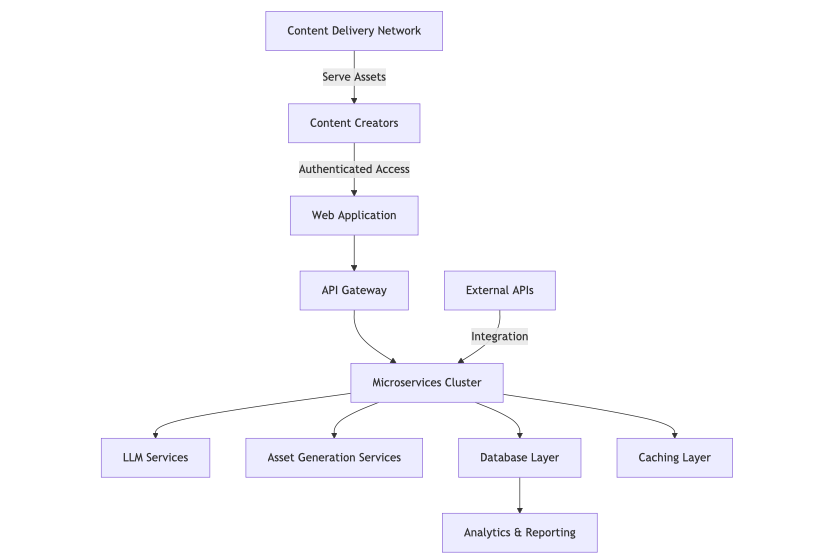 Content Delivery Network
Serve Assets
Content Creators
Authenticated Access
Web Application
API Gateway
External APIs
Integration
Microservices Cluster
LLM Services
Asset Generation Services
Database Layer
Caching Layer
Analytics & Reporting